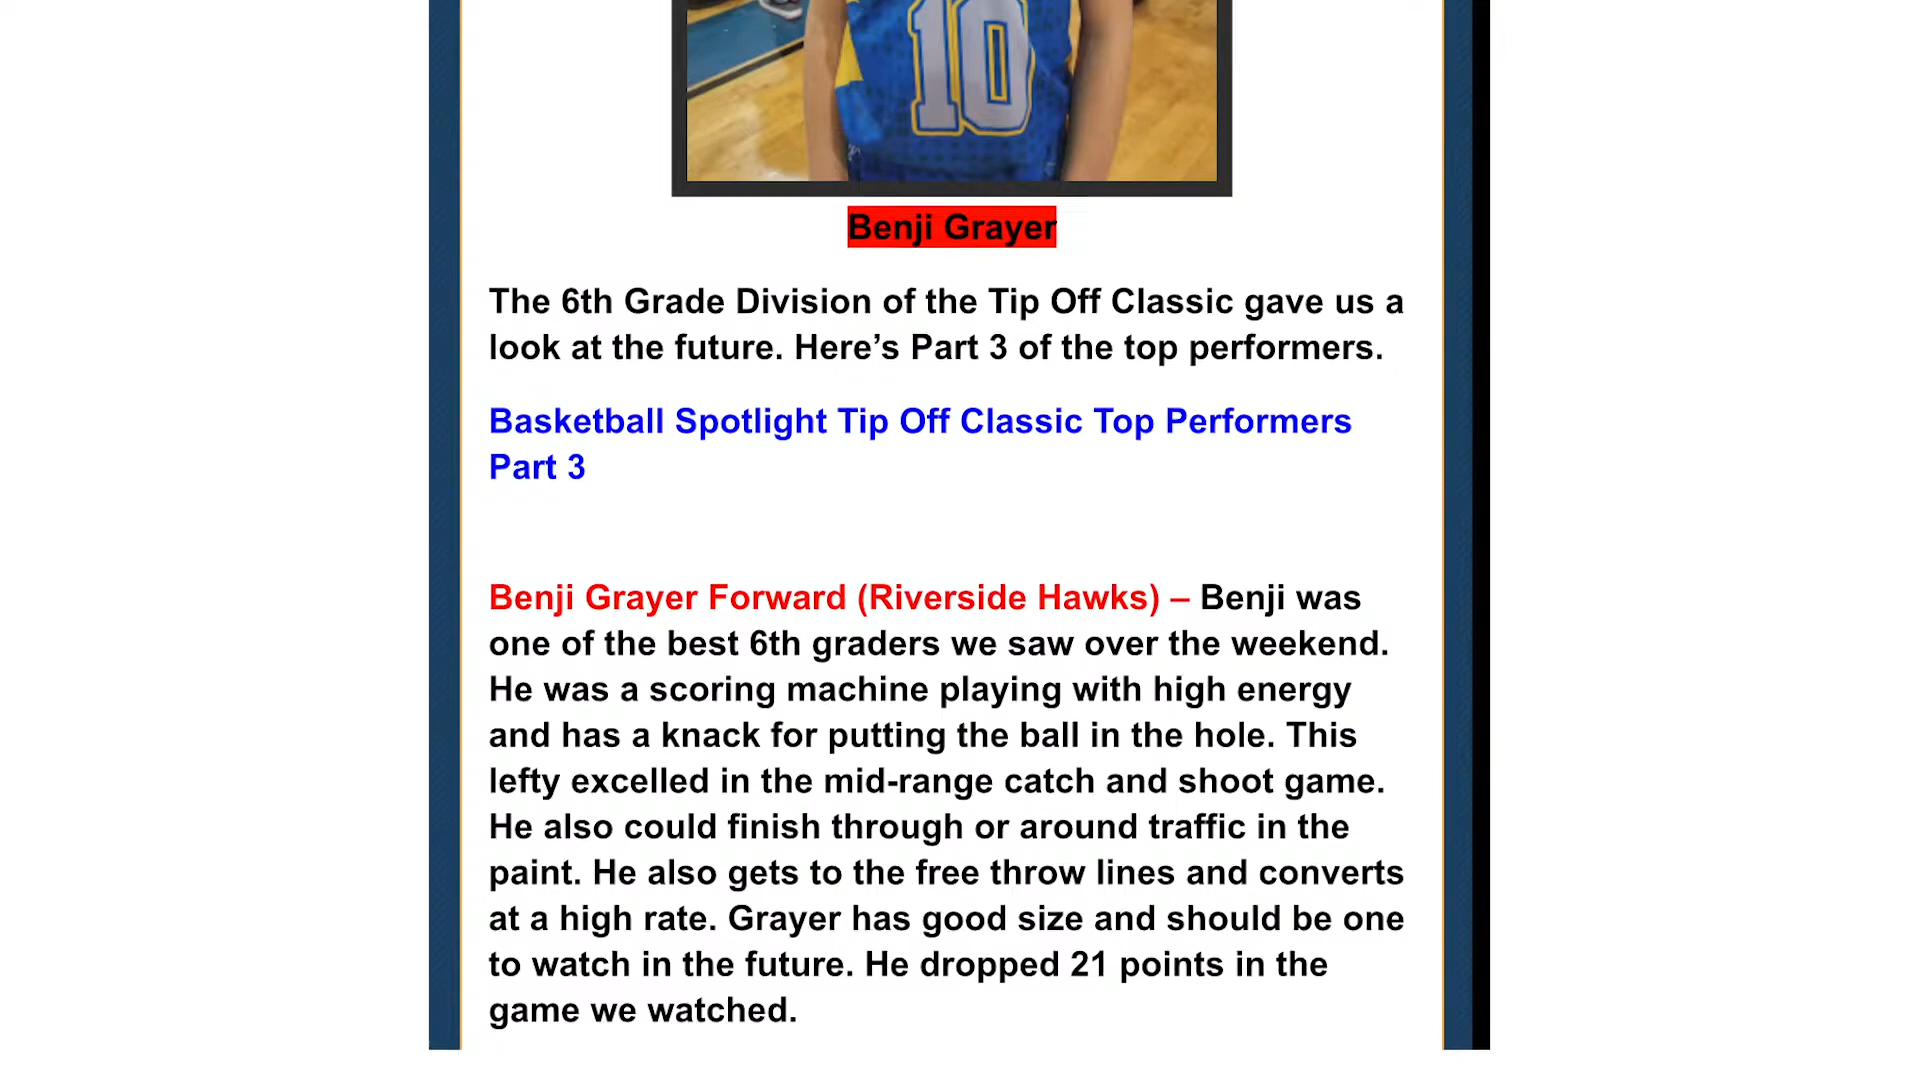 10
Benji Grayer
The 6th Grade Division of the Tip Off Classic gave us a
look at the future. Here’s Part 3 of the top performers.
Basketball Spotlight Tip Off Classic Top Performers
Part 3
Benji Grayer Forward (Riverside Hawks) – Benji was
one of the best 6th graders we saw over the weekend.
He was a scoring machine playing with high energy
and has a knack for putting the ball in the hole. This
lefty excelled in the mid-range catch and shoot game.
He also could finish through or around traffic in the
paint. He also gets to the free throw lines and converts
at a high rate. Grayer has good size and should be one
to watch in the future. He dropped 21 points in the
game we watched.